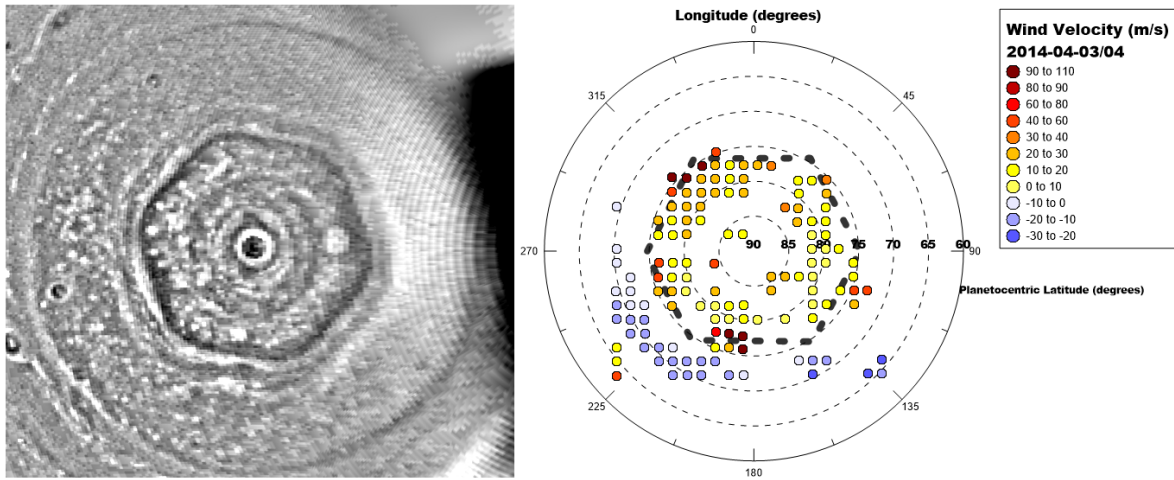 Longitude (degrees)
0
45
90
135
180
225
270
315
90 85 80 75 70 65 60
Planetocentric Latitude (degrees)
Wind Velocity (m/s)
2014-04-03/04
90 to 110
80 to 90
60 to 80
40 to 60
30 to 40
20 to 30
10 to 20
0 to 10
-10 to 0
-20 to -10
-30 to -20